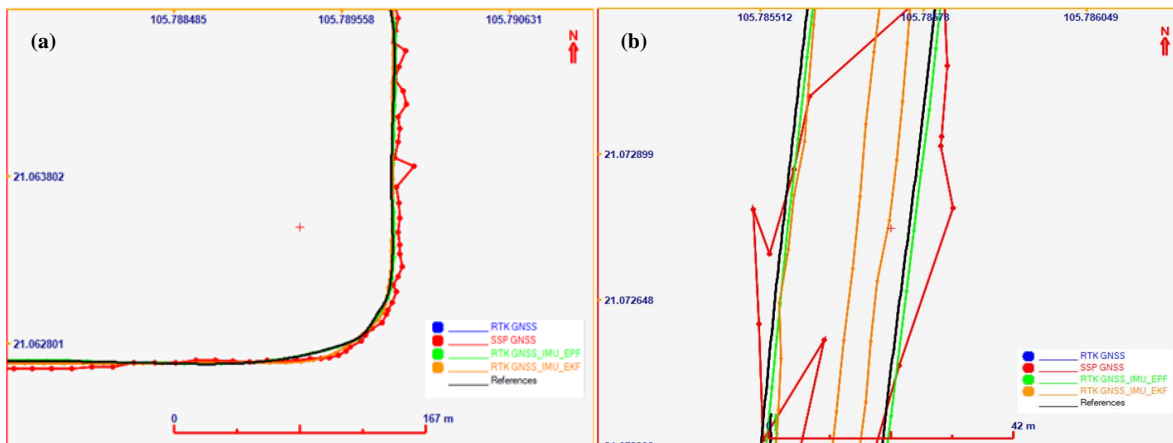 (a)
105.788485
105.789558
105.790631
N
21.063802
21.062801
RTK GNSS
SSP GNSS
RTK GNSS_IMU_EPF
RTK GNSS_IMU_EKF
References
0
167 m
(b)
105.785512
105.78578
106.786049
N
21.072899
21.072648
RTK GNSS
SSP GNSS
RTK GNSS_IMU_EPF
RTK GNSS_IMU_EKF
References
42 m